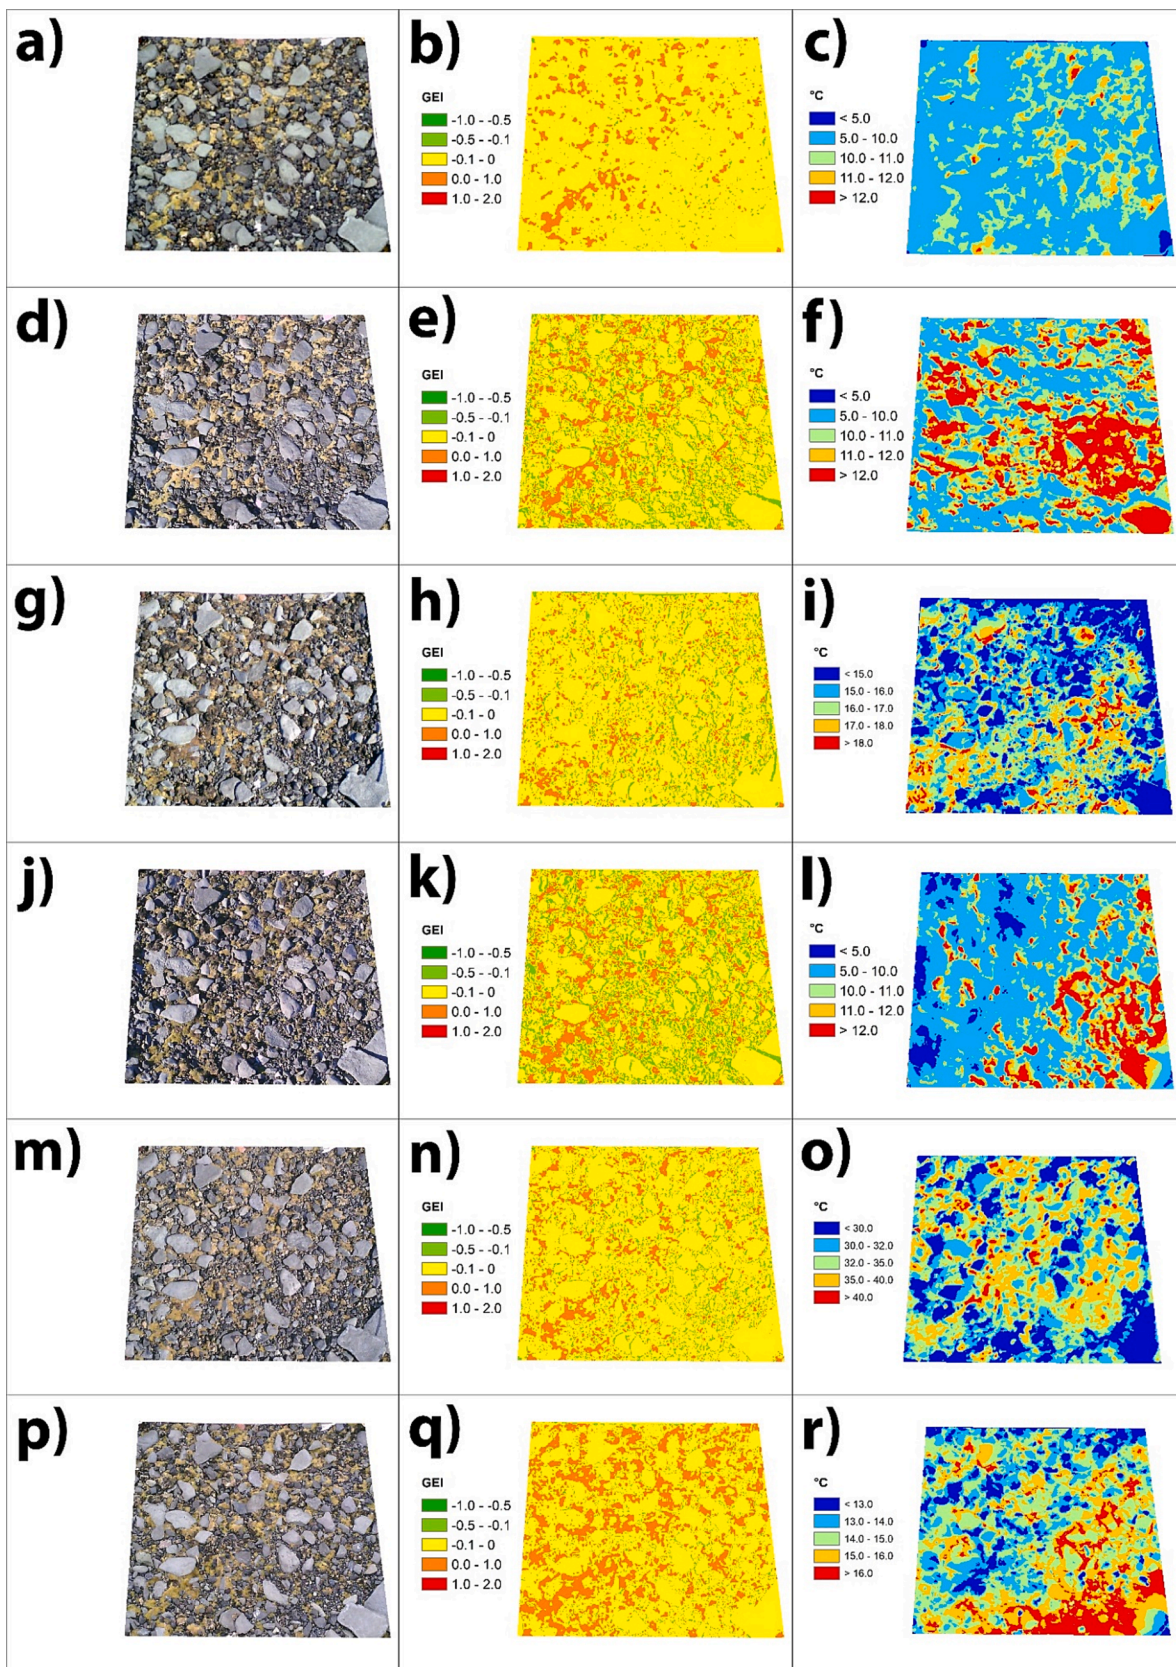 a)
b)
GEI
-1.0 - -0.5
-0.5 - -0.1
-0.1 - 0
0.0 - 1.0
1.0 - 2.0
c)
°C
< 5.0
5.0 - 10.0
10.0 - 11.0
11.0 - 12.0
> 12.0
d)
e)
GEI
-1.0 - -0.5
-0.5 - -0.1
-0.1 - 0
0.0 - 1.0
1.0 - 2.0
f)
°C
< 5.0
5.0 - 10.0
10.0 - 11.0
11.0 - 12.0
> 12.0
g)
h)
GEI
-1.0 - -0.5
-0.5 - -0.1
-0.1 - 0
0.0 - 1.0
1.0 - 2.0
i)
°C
< 15.0
15.0 - 16.0
16.0 - 17.0
17.0 - 18.0
> 18.0
j)
k)
GEI
-1.0 - -0.5
-0.5 - -0.1
-0.1 - 0
0.0 - 1.0
1.0 - 2.0
l)
°C
< 5.0
5.0 - 10.0
10.0 - 11.0
11.0 - 12.0
> 12.0
m)
n)
GEI
-1.0 - -0.5
-0.5 - -0.1
-0.1 - 0
0.0 - 1.0
1.0 - 2.0
o)
°C
< 30.0
30.0 - 32.0
32.0 - 35.0
35.0 - 40.0
> 40.0
p)
q)
GEI
-1.0 - -0.5
-0.5 - -0.1
-0.1 - 0
0.0 - 1.0
1.0 - 2.0
r)
°C
< 13.0
13.0 - 14.0
14.0 - 15.0
15.0 - 16.0
> 16.0